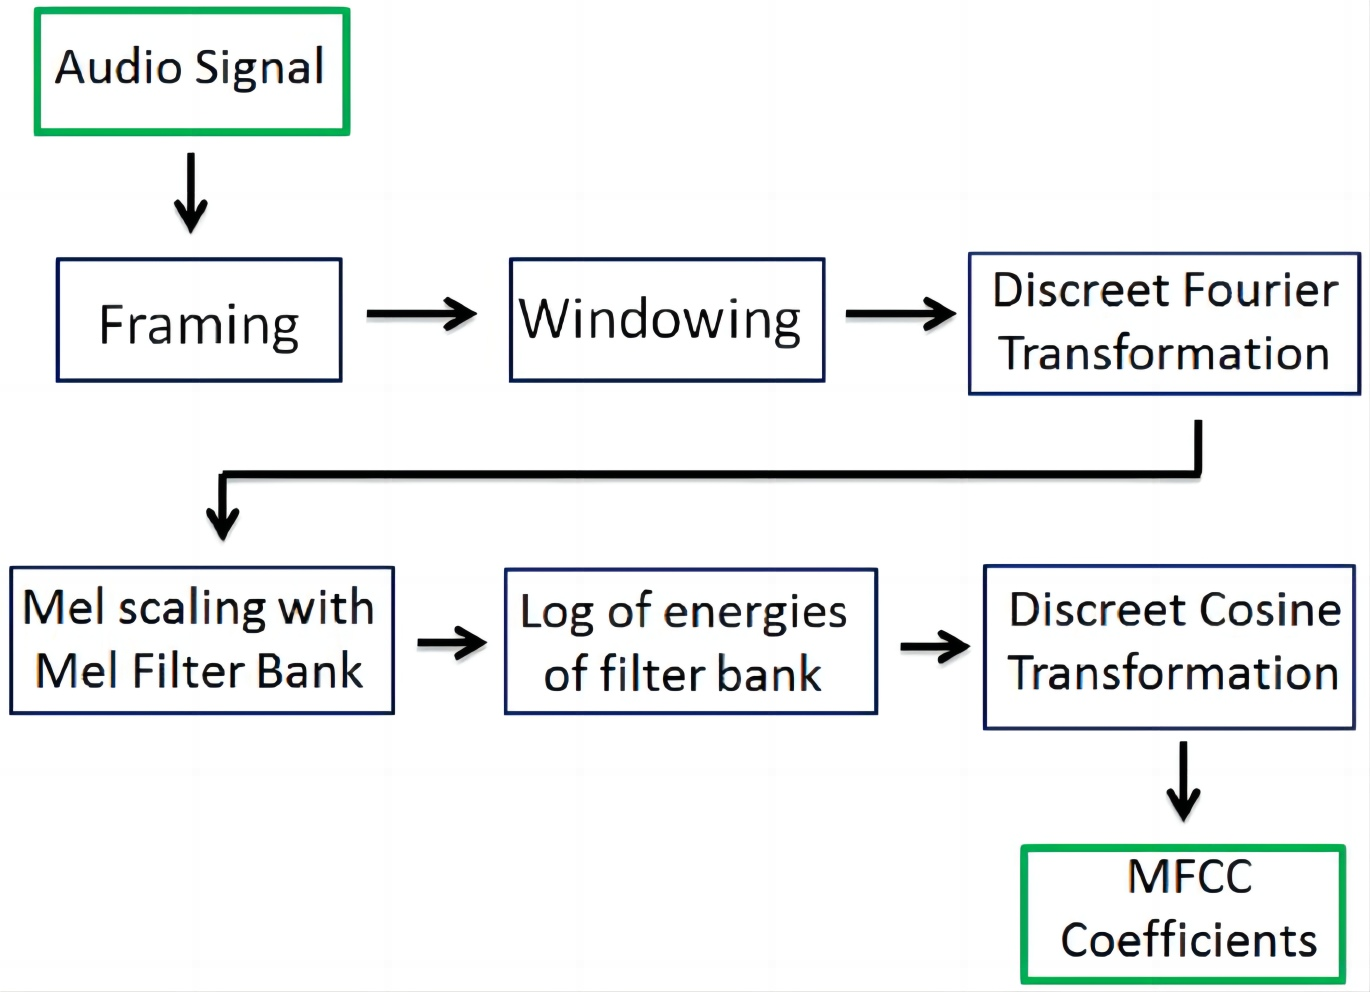 Audio Signal
Framing
Windowing
Discreet Fourier
Transformation
Mel scaling with
Mel Filter Bank
Log of energies
of filter bank
Discreet Cosine
Transformation
MFCC
Coefficients